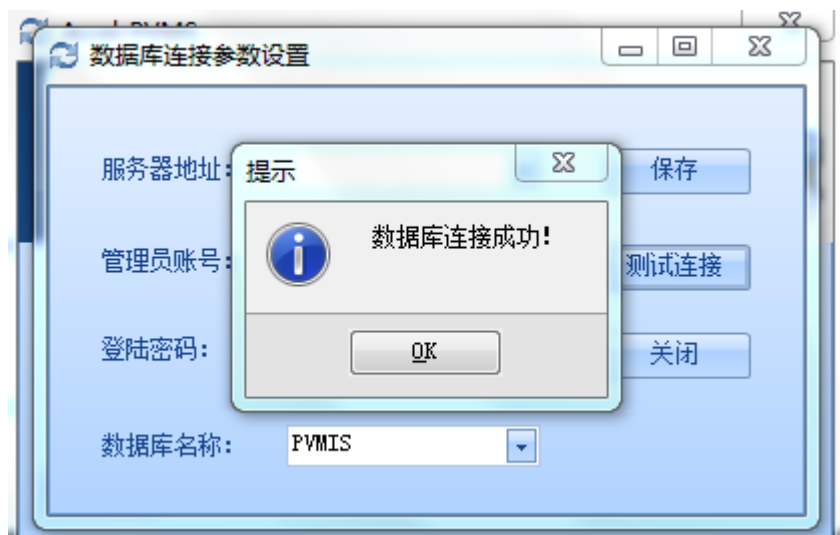 数据库连接参数设置
服务器地址:
提示
保存
数据库连接成功!
管理员账号:
测试连接
登陆密码:
OK
关闭
数据库名称:
PVMIS